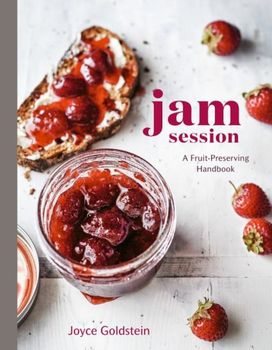 jam
session
A Fruit-Preserving
Handbook
Joyce Goldstein